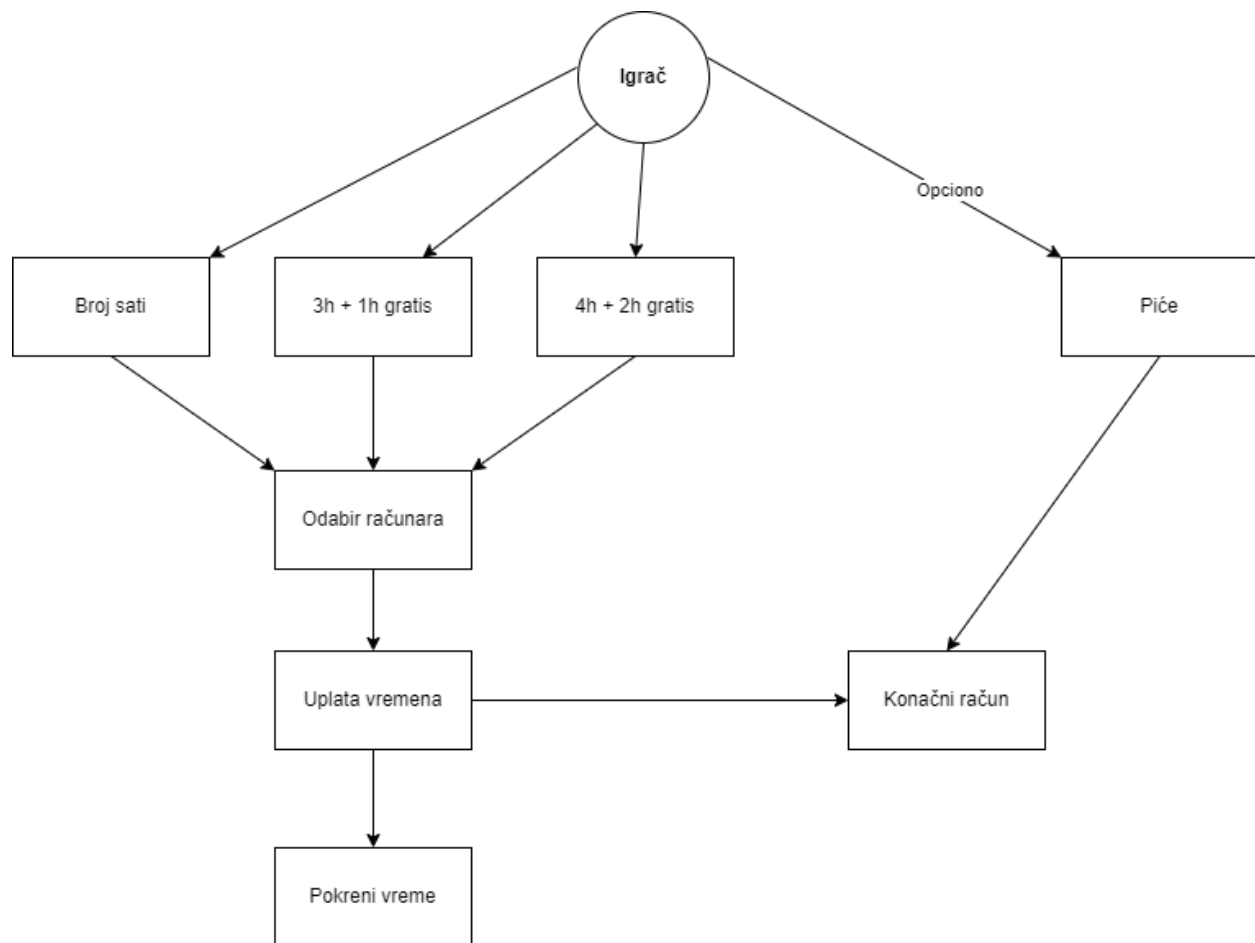 Igrač
Opciono
Broj sati
3h + 1h gratis
4h + 2h gratis
Piće
Odabir računara
Uplata vremena
Konačni račun
Pokreni vreme